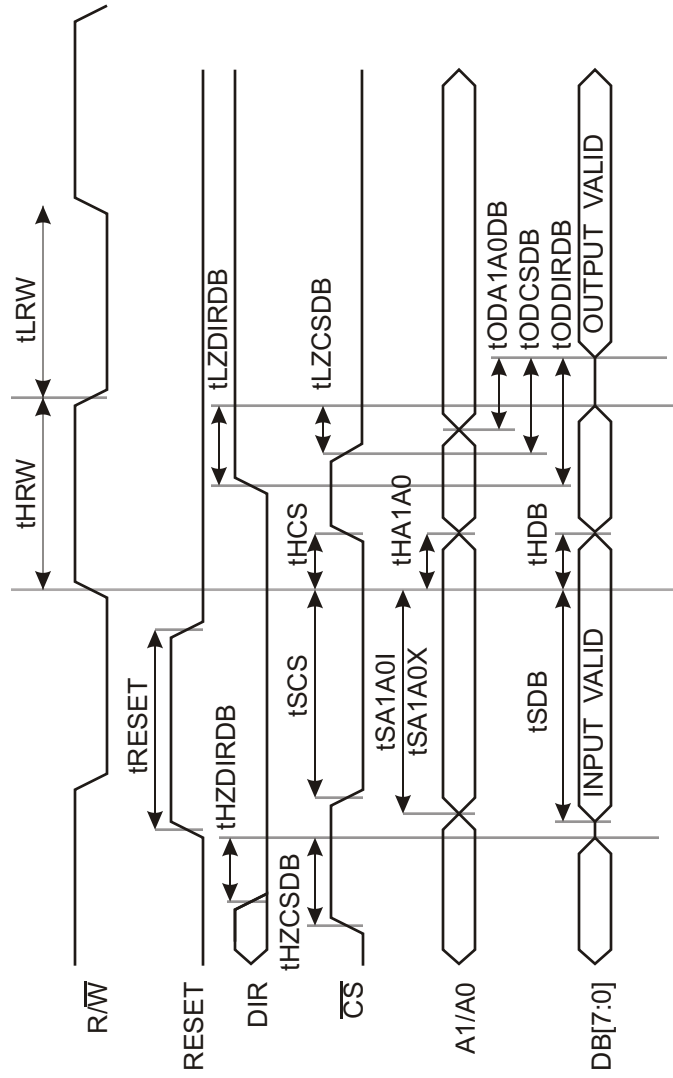 R/W
tHRW
tLRW
RESET
tRESET
DIR
tHZDIRDB
tLZDIRDB
CS
tHZCSDB
tSCS
tHCS
tLZCSDB
A1/A0
tSA1A0I
tSA1A0X
tHA1A0
tODA1A0DB
tODCSDB
tODDIRDB
DB[7:0]
tSDB
tHDB
INPUT VALID
OUTPUT VALID